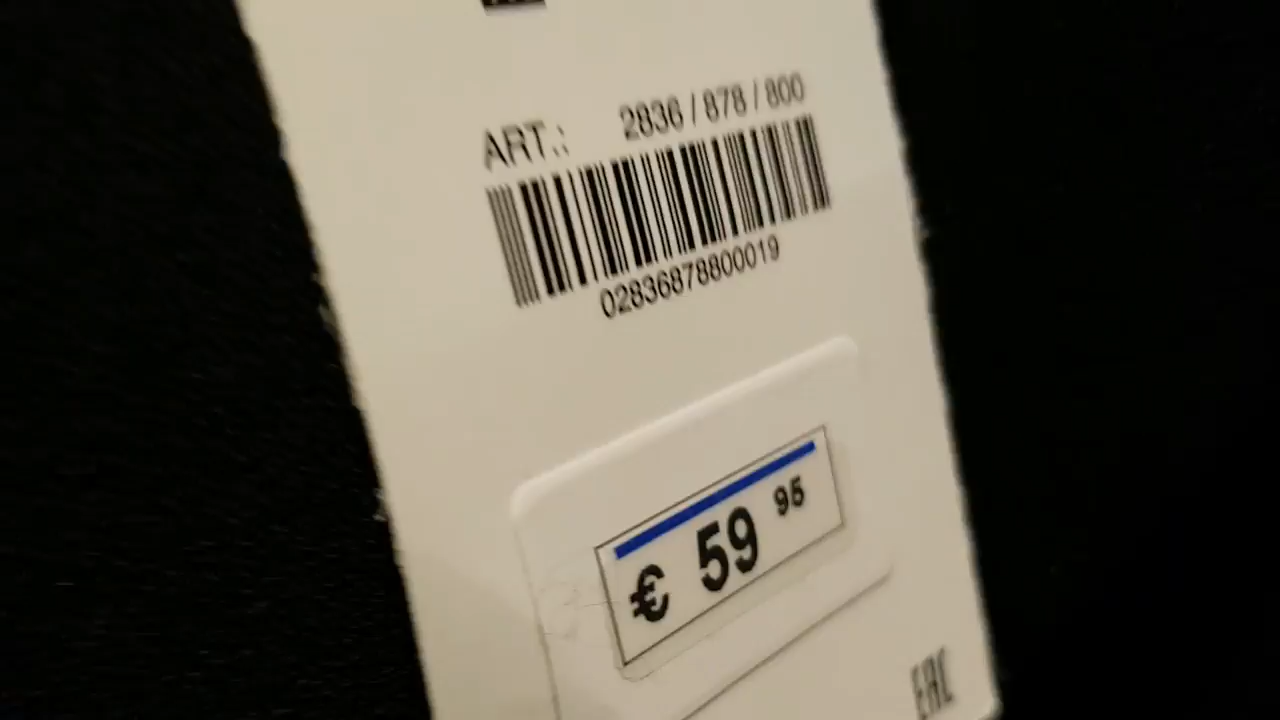 ART.: 2836 / 878 / 800
02836878800019
€ 59 95
EAC